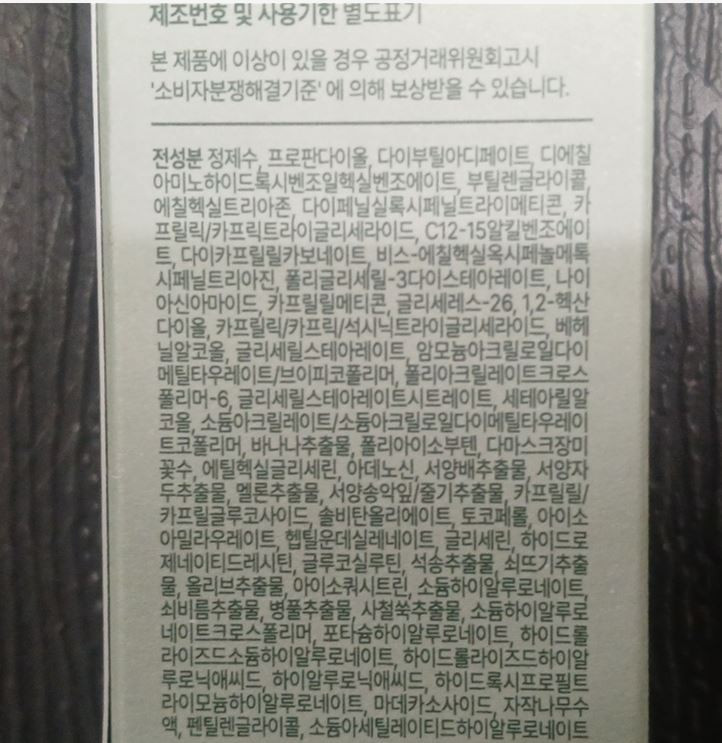 제조번호 및 사용기한 별도표기
본 제품에 이상이 있을 경우 공정거래위원회고시
'소비자분쟁해결기준' 에 의해 보상받을 수 있습니다.
전성분 정제수, 프로판다이올, 다이부틸아디페이트, 디에칠
아미노하이드록시벤조일헥실벤조에이트, 부틸렌글라이콜,
에칠헥실트리아존, 다이페닐실록시페닐트라이메티콘, 카
프릴릭/카프릭트라이글리세라이드, C12-15알킬벤조에이
트, 다이카프릴릴카보네이트, 비스-에칠헥실옥시페놀메톡
시페닐트리아진, 폴리글리세릴-3다이스테아레이트, 나이
아신아마이드, 카프릴릴메티콘, 글리세레스-26, 1,2-헥산
다이올, 카프릴릭/카프릭/석시닉트라이글리세라이드, 베헤
닐알코올, 글리세릴스테아레이트, 암모늄아크릴로일다이
메틸타우레이트/브이피코폴리머, 폴리아크릴레이트크로스
폴리머-6, 글리세릴스테아레이트시트레이트, 세테아릴알
코올, 소듐아크릴레이트/소듐아크릴로일다이메틸타우레이
트코폴리머, 바나나추출물, 폴리아이소부텐, 다마스크장미
꽃수, 에틸헥실글리세린, 아데노신, 서양배추출물, 서양자
두추출물, 멜론추출물, 서양송악잎/줄기추출물, 카프릴릴/
카프릴글루코사이드, 솔비탄올리에이트, 토코페롤, 아이소
아밀라우레이트, 헵틸운데실레네이트, 글리세린, 하이드로
제네이티드레시틴, 글루코실루틴, 석송추출물, 쇠뜨기추출
물, 올리브추출물, 아이소쿼시트린, 소듐하이알루로네이트,
쇠비름추출물, 병풀추출물, 사철쑥추출물, 소듐하이알루로
네이트크로스폴리머, 포타슘하이알루로네이트, 하이드롤
라이즈드소듐하이알루로네이트, 하이드롤라이즈드하이알
루로닉애씨드, 하이알루로닉애씨드, 하이드록시프로필트
라이모늄하이알루로네이트, 마데카소사이드, 자작나무수
액, 펜틸렌글라이콜, 소듐아세틸레이티드하이알루로네이트